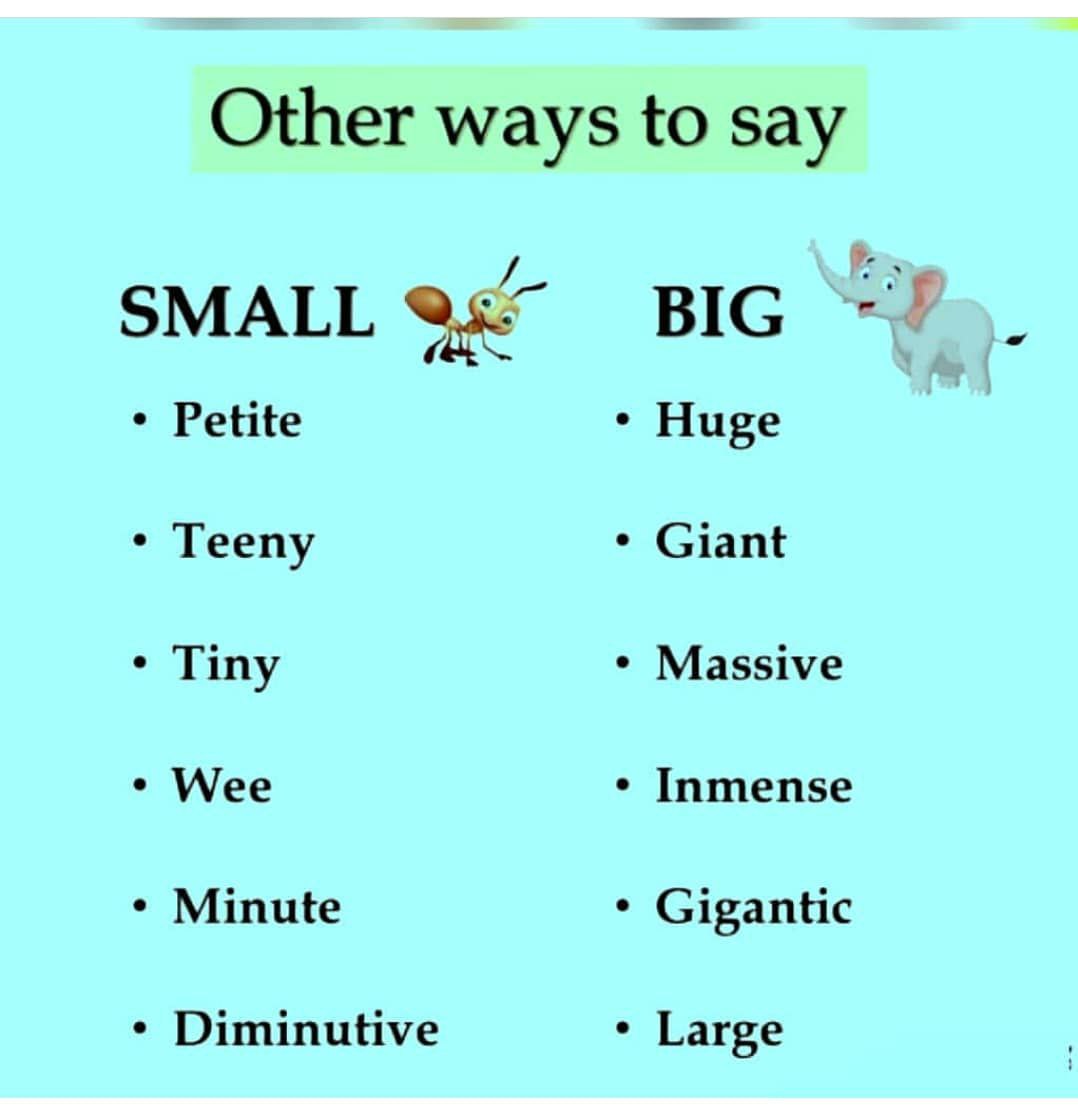 Other ways to say
SMALL
• Petite
• Teeny
• Tiny
• Wee
• Minute
• Diminutive
BIG
• Huge
• Giant
• Massive
• Inmense
• Gigantic
• Large